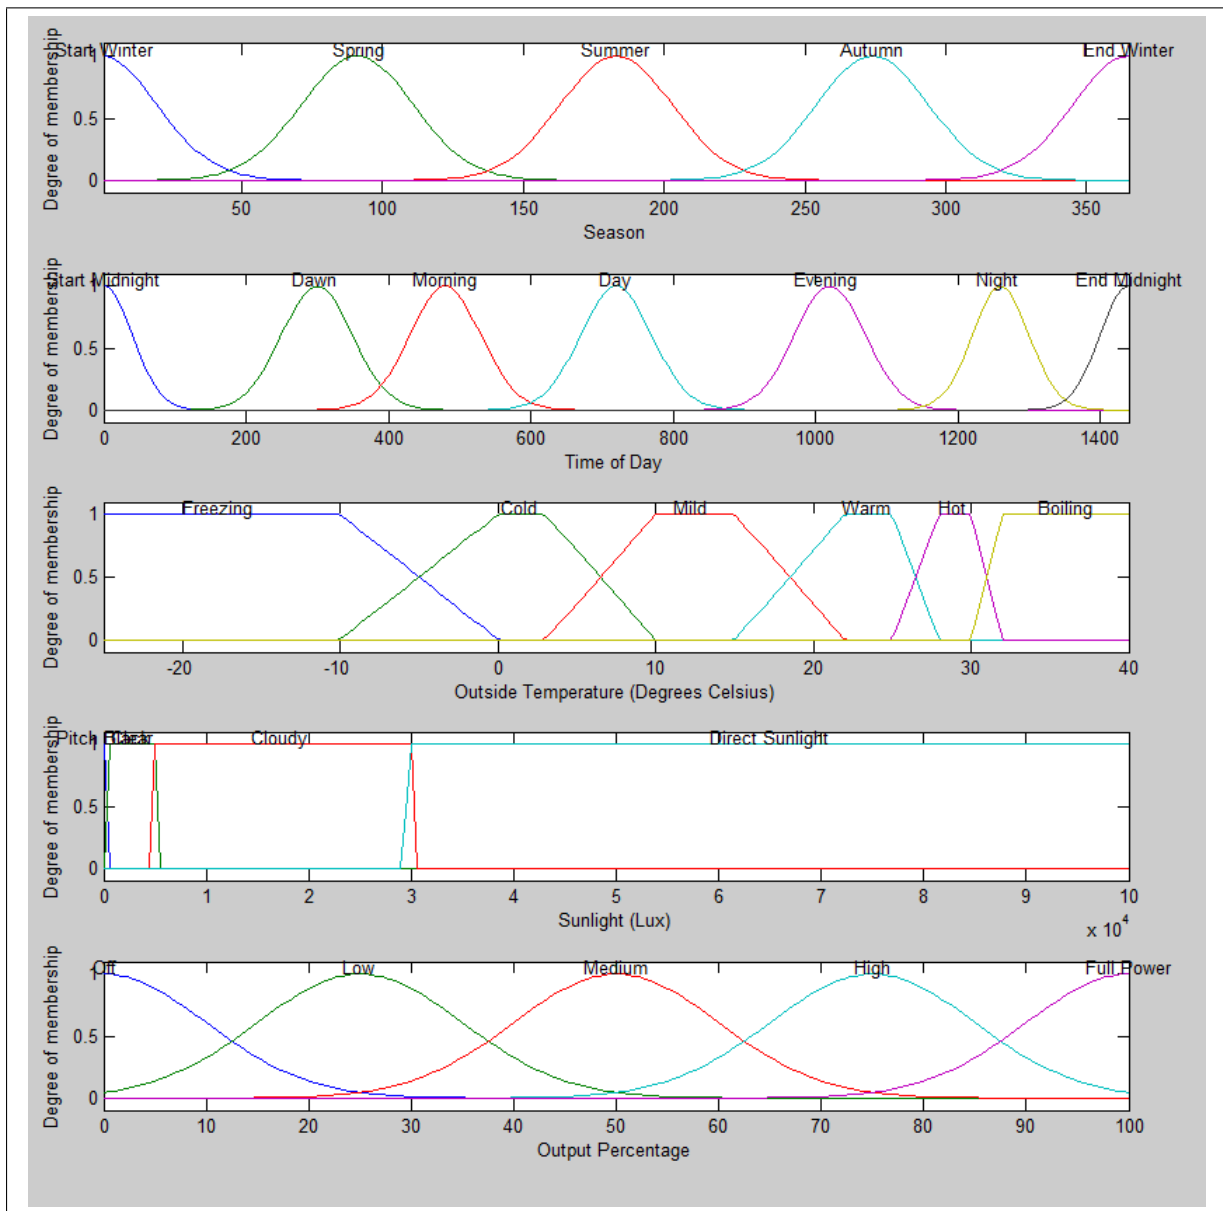 Start Winter Spring Summer Autumn End Winter
Degree of membership
1
0.5
0
50 100 150 200 250 300 350
Season
Start Midnight Dawn Morning Day Evening Night End Midnight
Degree of membership
1
0.5
0
0 200 400 600 800 1000 1200 1400
Time of Day
Freezing Cold Mild Warm Hot Boiling
Degree of membership
1
0.5
0
-20 -10 0 10 20 30 40
Outside Temperature (Degrees Celsius)
Pitch Black Clear Cloudy Direct Sunlight
Degree of membership
1
0.5
0
0 1 2 3 4 5 6 7 8 9 10
Sunlight (Lux)
x 10^4
Off Low Medium High Full Power
Degree of membership
1
0.5
0
0 10 20 30 40 50 60 70 80 90 100
Output Percentage